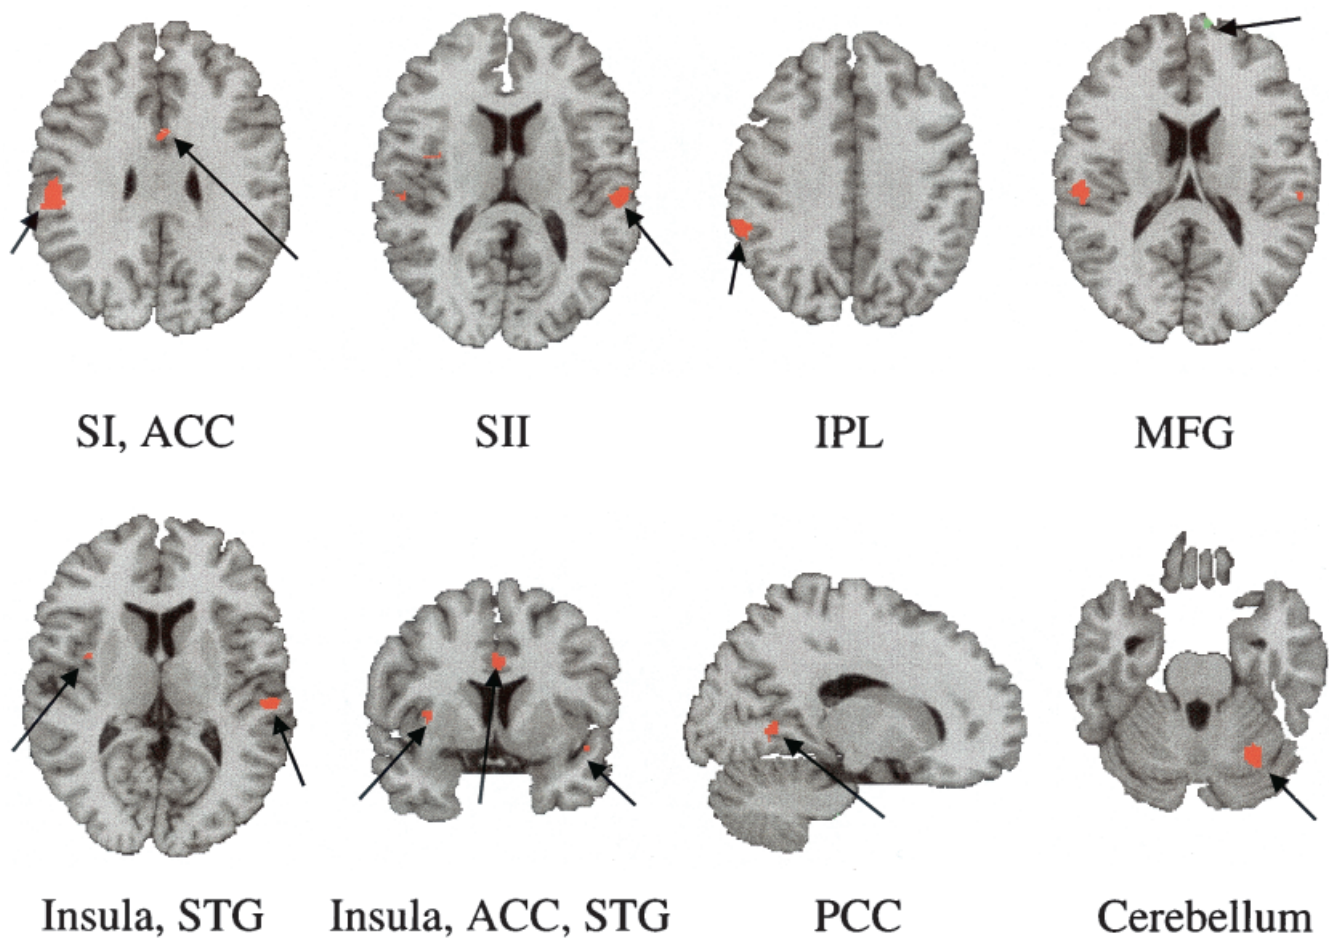 SI, ACC
SII
IPL
MFG
Insula, STG
Insula, ACC, STG
PCC
Cerebellum